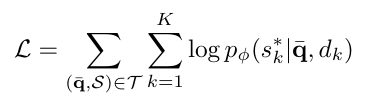 $\mathcal{L} = \sum_{(\bar{\mathbf{q}}, \mathcal{S}) \in \mathcal{T}} \sum_{k=1}^{K} \log p_{\phi}(s_k^* | \bar{\mathbf{q}}, d_k)$